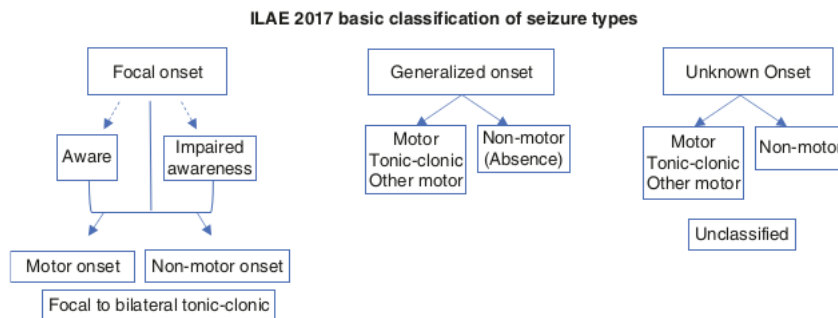 ILAE 2017 basic classification of seizure types
Focal onset
Aware
Impaired
awareness
Motor onset
Non-motor onset
Focal to bilateral tonic-clonic
Generalized onset
Motor
Tonic-clonic
Other motor
Non-motor
(Absence)
Unknown Onset
Motor
Tonic-clonic
Other motor
Non-motor
Unclassified